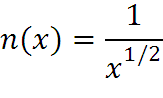 n(x) = 1/x^{1/2}